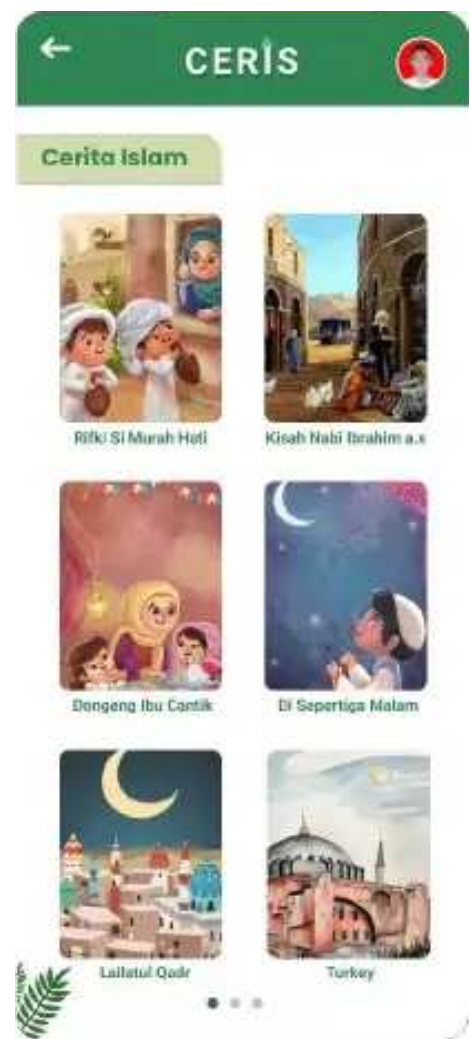 CERIS
Cerita Islam
Rifki Si Murah Hati
Kisah Nabi Ibrahim a.s
Dongeng Ibu Cantik
Di Sepertiga Malam
Lailatul Qadr
Turkey